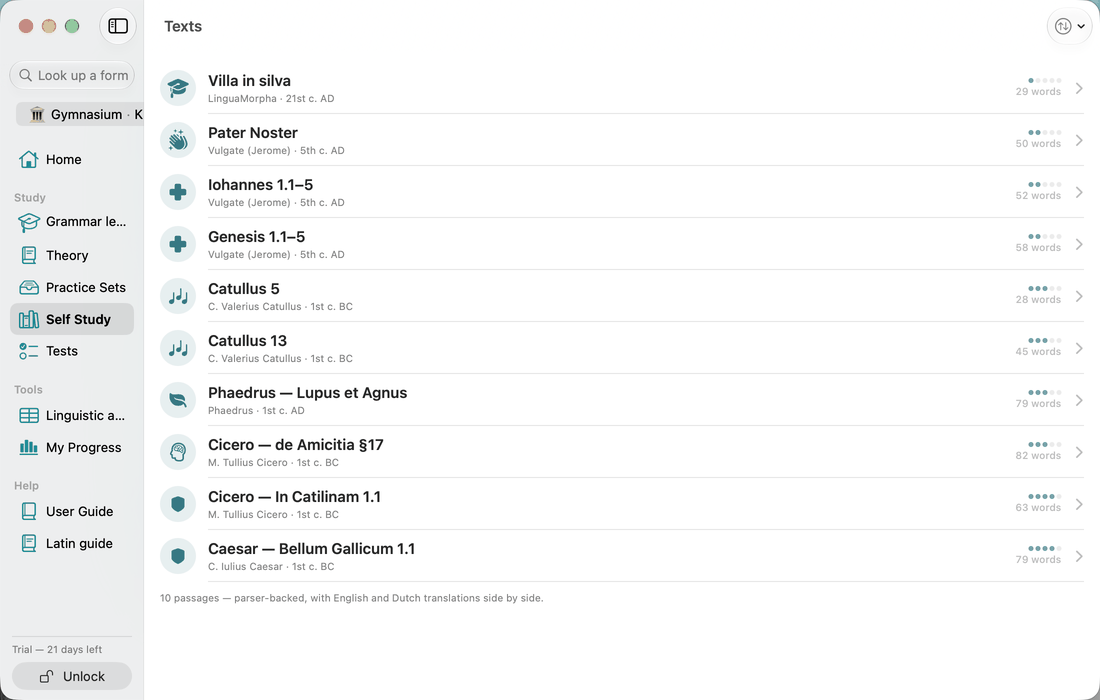 Texts
Look up a form
Gymnasium · K
Home
Study
Grammar le...
Theory
Practice Sets
Self Study
Tests
Tools
Linguistic a...
My Progress
Help
User Guide
Latin guide
Trial — 21 days left
Unlock
Villa in silva
LinguaMorpha · 21st c. AD
29 words
Pater Noster
Vulgate (Jerome) · 5th c. AD
50 words
Iohannes 1.1–5
Vulgate (Jerome) · 5th c. AD
52 words
Genesis 1.1–5
Vulgate (Jerome) · 5th c. AD
58 words
Catullus 5
C. Valerius Catullus · 1st c. BC
28 words
Catullus 13
C. Valerius Catullus · 1st c. BC
45 words
Phaedrus — Lupus et Agnus
Phaedrus · 1st c. AD
79 words
Cicero — de Amicitia §17
M. Tullius Cicero · 1st c. BC
82 words
Cicero — In Catilinam 1.1
M. Tullius Cicero · 1st c. BC
63 words
Caesar — Bellum Gallicum 1.1
C. Iulius Caesar · 1st c. BC
79 words
10 passages — parser-backed, with English and Dutch translations side by side.